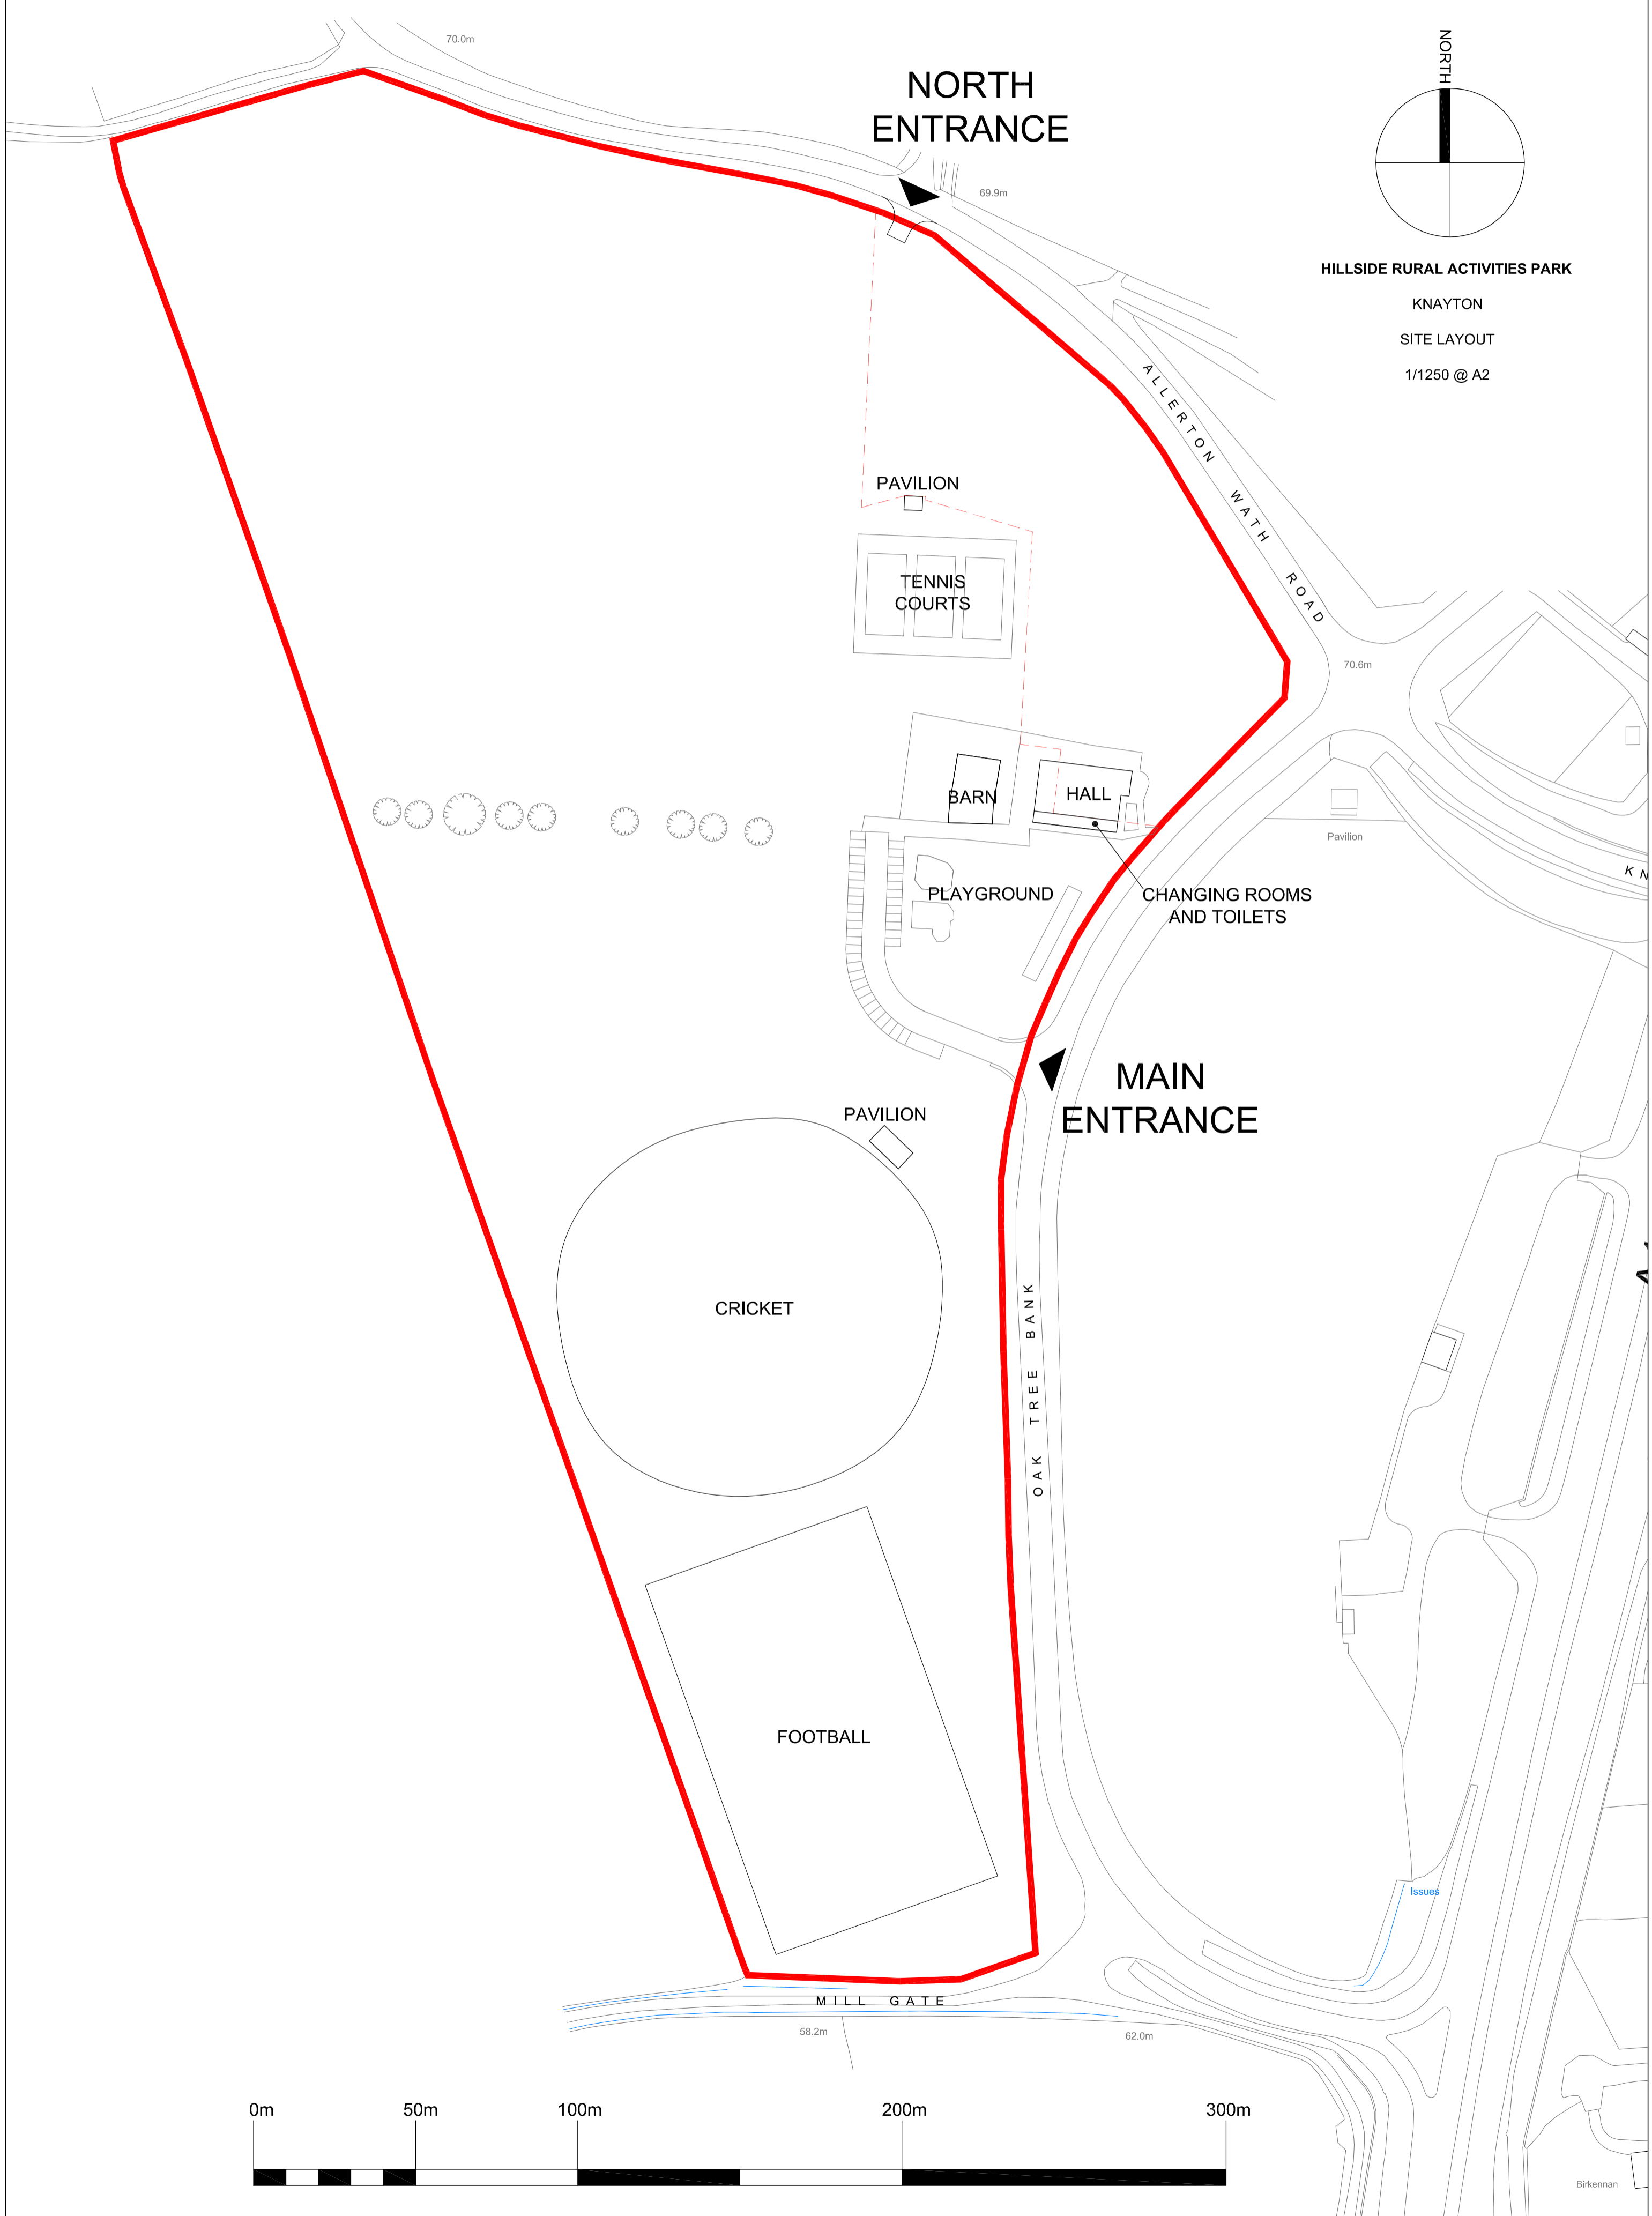 70.0m
NORTH
ENTRANCE
69.9m
NORTH
HILLSIDE RURAL ACTIVITIES PARK
KNAYTON
SITE LAYOUT
1/1250 @ A2
ALLERTON WATH ROAD
PAVILION
TENNIS
COURTS
70.6m
BARN
HALL
Pavilion
PLAYGROUND
CHANGING ROOMS
AND TOILETS
MAIN
ENTRANCE
PAVILION
CRICKET
OAK TREE BANK
FOOTBALL
Issues
MILL GATE
58.2m
62.0m
0m 50m 100m 200m 300m
Birkennan